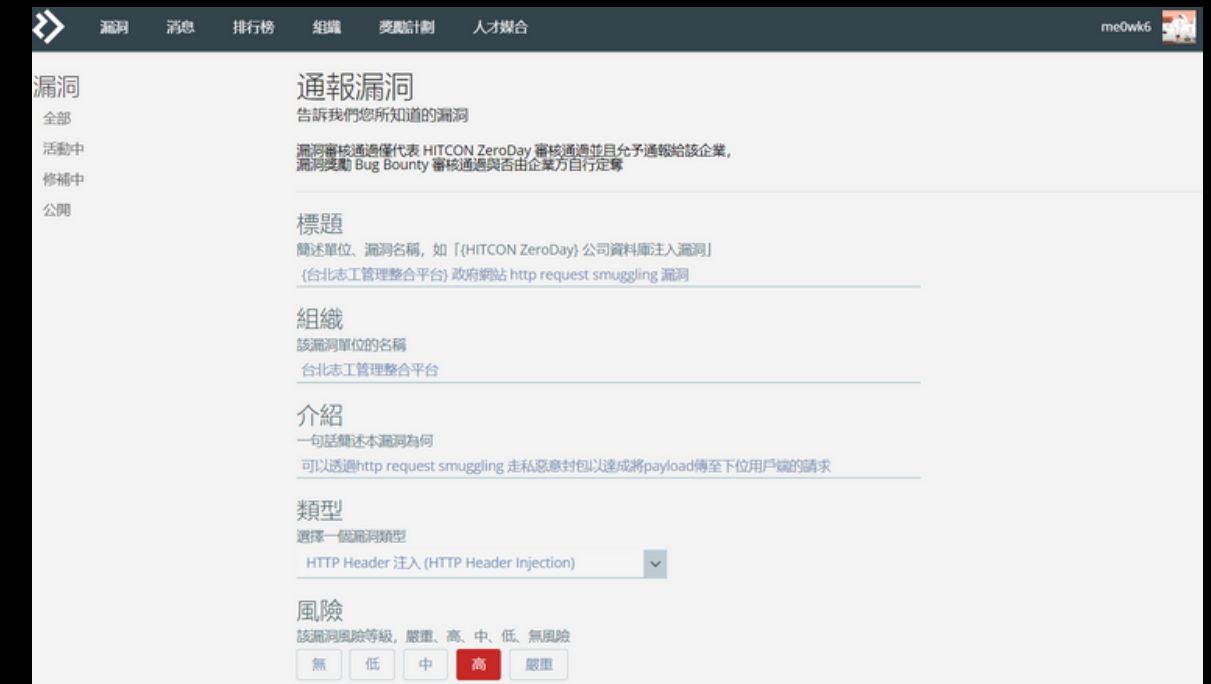 漏洞 消息 排行榜 組織 獎勵計劃 人才媒合 me0wk6
漏洞
全部
活動中
修補中
公開
通報漏洞
告訴我們您所知道的漏洞
漏洞審核通過僅代表 HITCON ZeroDay 審核通過並且允予通報給該企業，
漏洞獎勵 Bug Bounty 審核通過與否由企業方自行定奪
標題
簡述單位、漏洞名稱，如「{HITCON ZeroDay} 公司資料庫注入漏洞」
{台北志工管理整合平台} 政府網站 http request smuggling 漏洞
組織
該漏洞單位的名稱
台北志工管理整合平台
介紹
一句話簡述本漏洞為何
可以透過http request smuggling 走私惡意封包以達成將payload傳至下位用戶端的請求
類型
選擇一個漏洞類型
HTTP Header 注入 (HTTP Header Injection)
風險
該漏洞風險等級，嚴重、高、中、低、無風險
無 低 中 高 嚴重